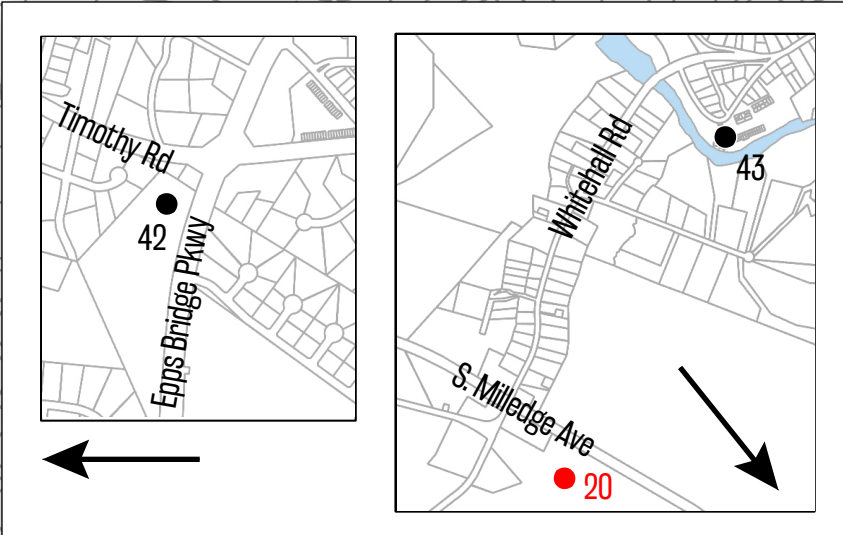 Timothy Rd
42
Epps Bridge Pkwy
Whitehall Rd
43
S. Milledge Ave
20